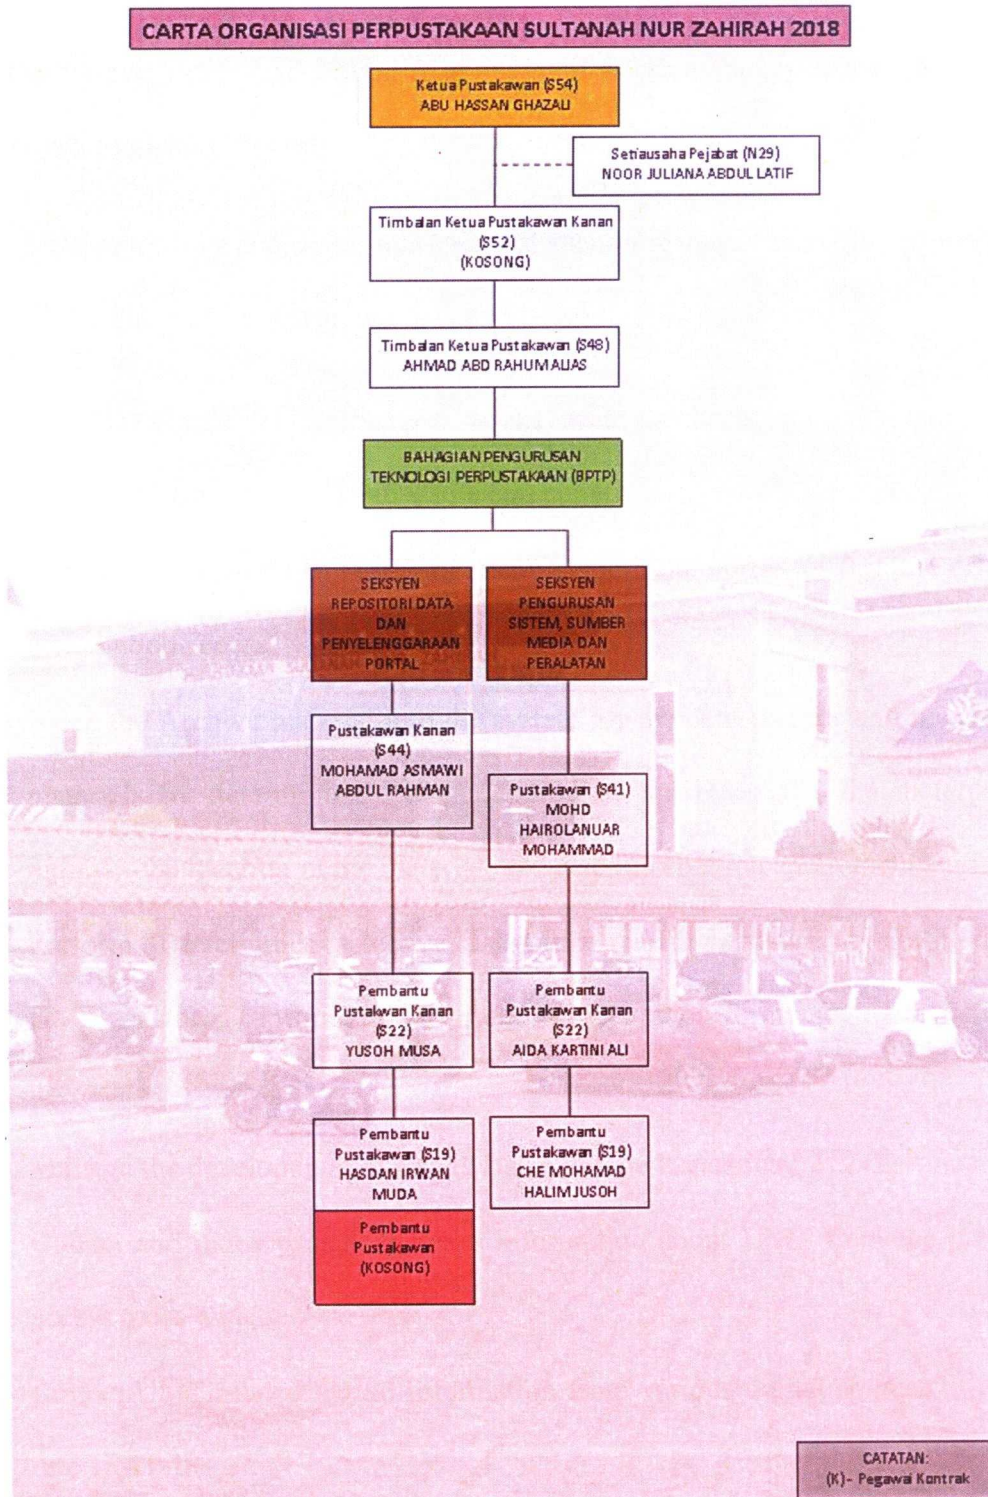 CARTA ORGANISASI PERPUSTAKAAN SULTANAH NUR ZAHIRAH 2018
Ketua Pustakawan (S54)
ABU HASSAN GHAZALI
Setiausaha Pejabat (N29)
NOOR JULIANA ABDUL LATIF
Timbalan Ketua Pustakawan Kanan
(S52)
(KOSONG)
Timbalan Ketua Pustakawan (S48)
AHMAD ABD RAHUM ALIAS
BAHAGIAN PENGURUSAN
TEKNOLOGI PERPUSTAKAAN (BPTP)
SEKSYEN
REPOSITORI DATA
DAN
PENYELENGGARAAN
PORTAL
SEKSYEN
PENGURUSAN
SISTEM, SUMBER
MEDIA DAN
PERALATAN
Pustakawan Kanan
(S44)
MOHAMAD ASMAWI
ABDUL RAHMAN
Pustakawan (S41)
MOHD
HAIROLANUAR
MOHAMMAD
Pembantu
Pustakwan Kanan
(S22)
YUSOH MUSA
Pembantu
Pustakawan Kanan
(S22)
AIDA KARTINI ALI
Pembantu
Pustakawan (S19)
HASDAN IRWAN
MUDA
Pembantu
Pustakawan (S19)
CHE MOHAMAD
HALIM JUSOH
Pembantu
Pustakawan
(KOSONG)
CATATAN:
(K)- Pegawai Kontrak